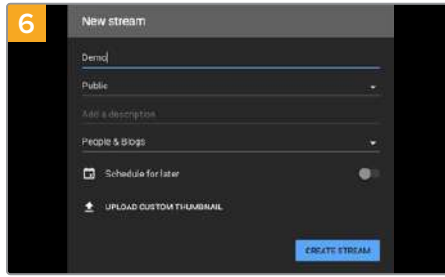 6
New stream
Demo
Public
Add a description
People & Blogs
Schedule for later
UPLOAD CUSTOM THUMBNAIL
CREATE STREAM